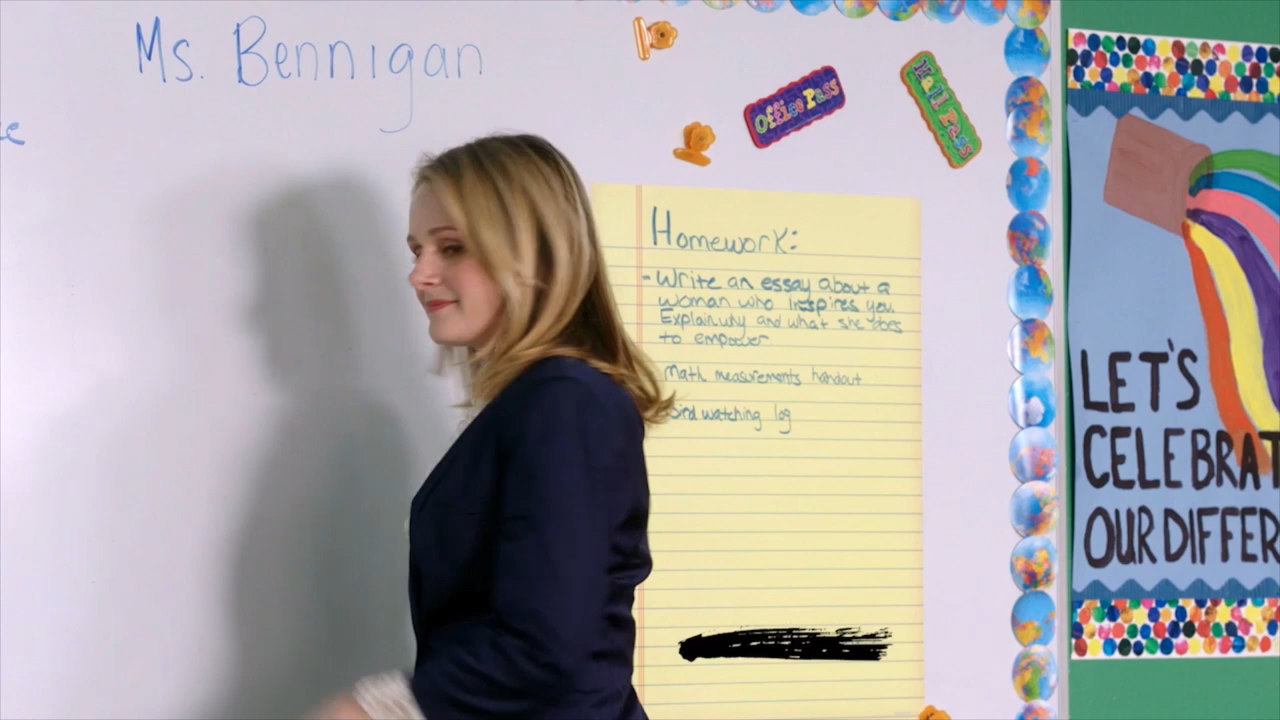 Ms. Bennigan
Office Pass
Hall Pass
Homework:
- Write an essay about a
woman who inspires you.
Explain why and what she does
to empower.
Math measurements handout
bird watching log
LET'S
CELEBRAT
OUR DIFFER